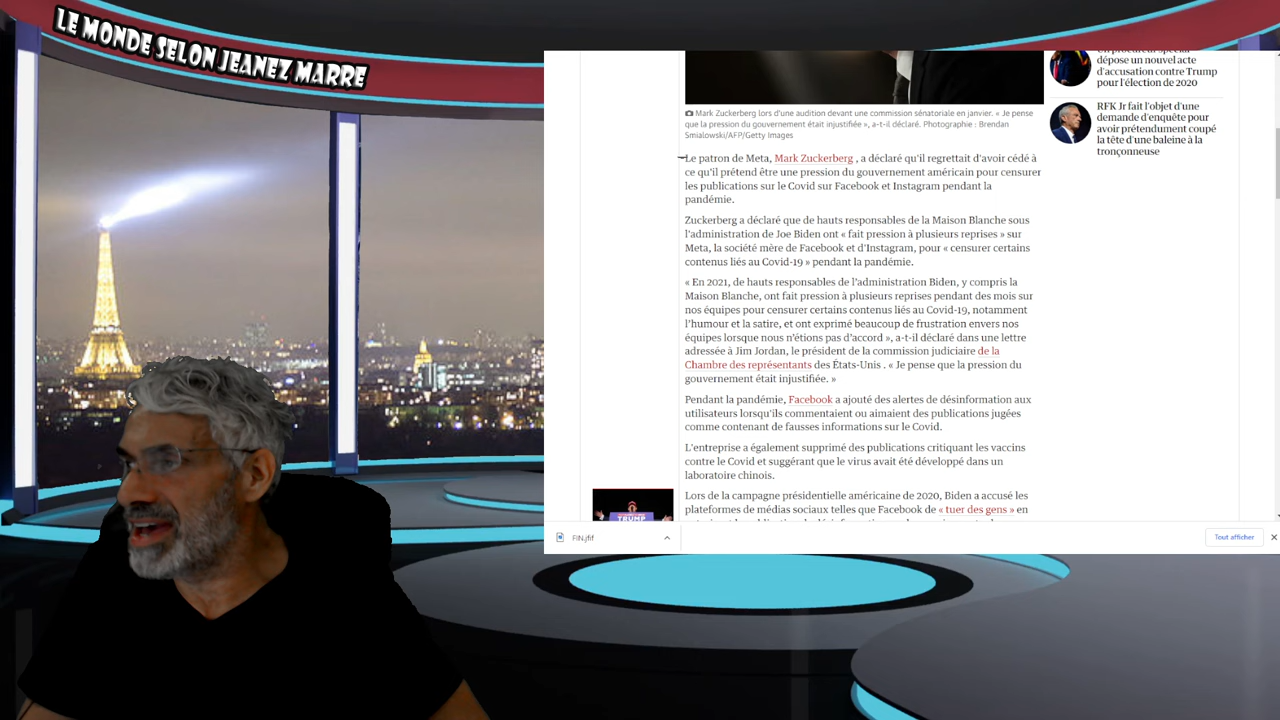 LE MONDE SELON JEANEZ MARRE
Mark Zuckerberg lors d'une audition devant une commission sénatoriale en janvier. « Je pense
que la pression du gouvernement était injustifiée », a-t-il déclaré. Photographie : Brendan
Smialowski/AFP/Getty Images
Le patron de Meta, Mark Zuckerberg , a déclaré qu'il regrettait d'avoir cédé à
ce qu'il prétend être une pression du gouvernement américain pour censurer
les publications sur le Covid sur Facebook et Instagram pendant la
pandémie.
Zuckerberg a déclaré que de hauts responsables de la Maison Blanche sous
l'administration de Joe Biden ont « fait pression à plusieurs reprises » sur
Meta, la société mère de Facebook et d'Instagram, pour « censurer certains
contenus liés au Covid-19 » pendant la pandémie.
« En 2021, de hauts responsables de l'administration Biden, y compris la
Maison Blanche, ont fait pression à plusieurs reprises pendant des mois sur
nos équipes pour censurer certains contenus liés au Covid-19, notamment
l'humour et la satire, et ont exprimé beaucoup de frustration envers nos
équipes lorsque nous n'étions pas d'accord », a-t-il déclaré dans une lettre
adressée à Jim Jordan, le président de la commission judiciaire de la
Chambre des représentants des États-Unis . « Je pense que la pression du
gouvernement était injustifiée. »
Pendant la pandémie, Facebook a ajouté des alertes de désinformation aux
utilisateurs lorsqu'ils commentaient ou aimaient des publications jugées
comme contenant de fausses informations sur le Covid.
L'entreprise a également supprimé des publications critiquant les vaccins
contre le Covid et suggérant que le virus avait été développé dans un
laboratoire chinois.
Lors de la campagne présidentielle américaine de 2020, Biden a accusé les
plateformes de médias sociaux telles que Facebook de « tuer des gens » en
Un procureur spécial
dépose un nouvel acte
d'accusation contre Trump
pour l'élection de 2020
RFK Jr fait l'objet d'une
demande d'enquête pour
avoir prétendument coupé
la tête d'une baleine à la
tronçonneuse
TRUMP
FIN.jfif
Tout afficher